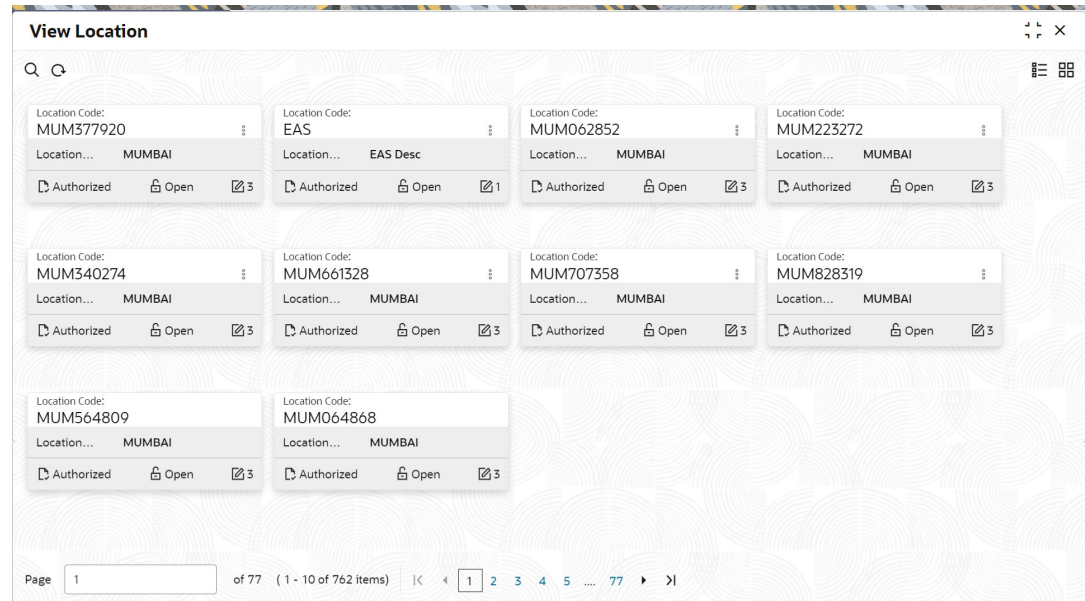 View Location
Location Code: Location Code: Location Code: Location Code:
MUM377920 EAS MUM062852 MUM223272
Location... MUMBAI Location... EAS Desc Location... MUMBAI Location... MUMBAI
Authorized Open 3 Authorized Open 1 Authorized Open 3 Authorized Open 3
Location Code: Location Code: Location Code: Location Code:
MUM340274 MUM661328 MUM707358 MUM828319
Location... MUMBAI Location... MUMBAI Location... MUMBAI Location... MUMBAI
Authorized Open 3 Authorized Open 3 Authorized Open 3 Authorized Open 3
Location Code: Location Code:
MUM564809 MUM064868
Location... MUMBAI Location... MUMBAI
Authorized Open 3 Authorized Open 3
Page 1 of 77 ( 1 - 10 of 762 items) 1 2 3 4 5 .... 77